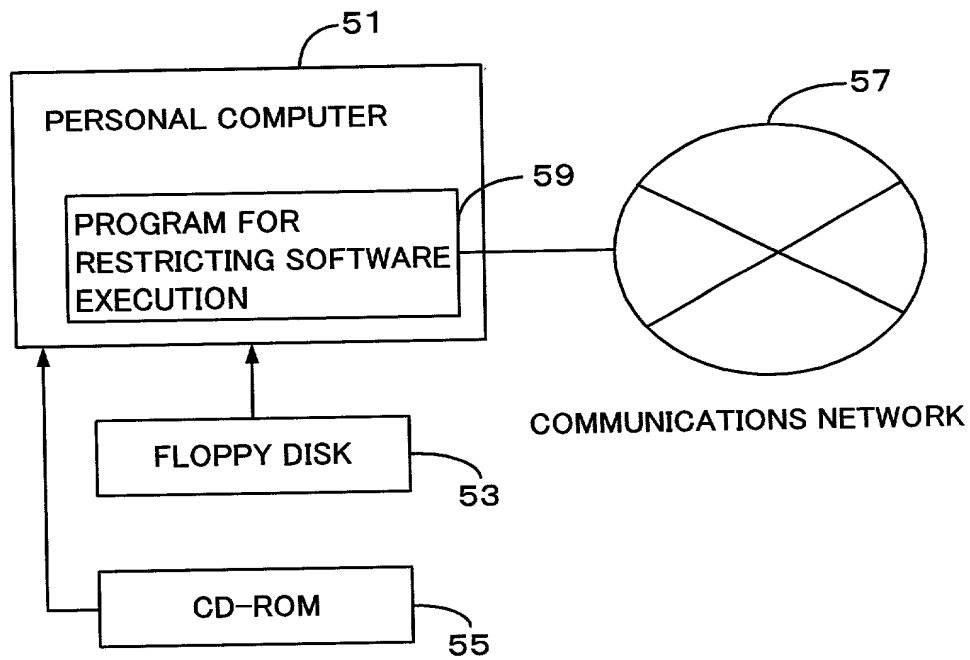 51
PERSONAL COMPUTER
57
59
PROGRAM FOR
RESTRICTING SOFTWARE
EXECUTION
COMMUNICATIONS NETWORK
FLOPPY DISK
53
CD-ROM
55